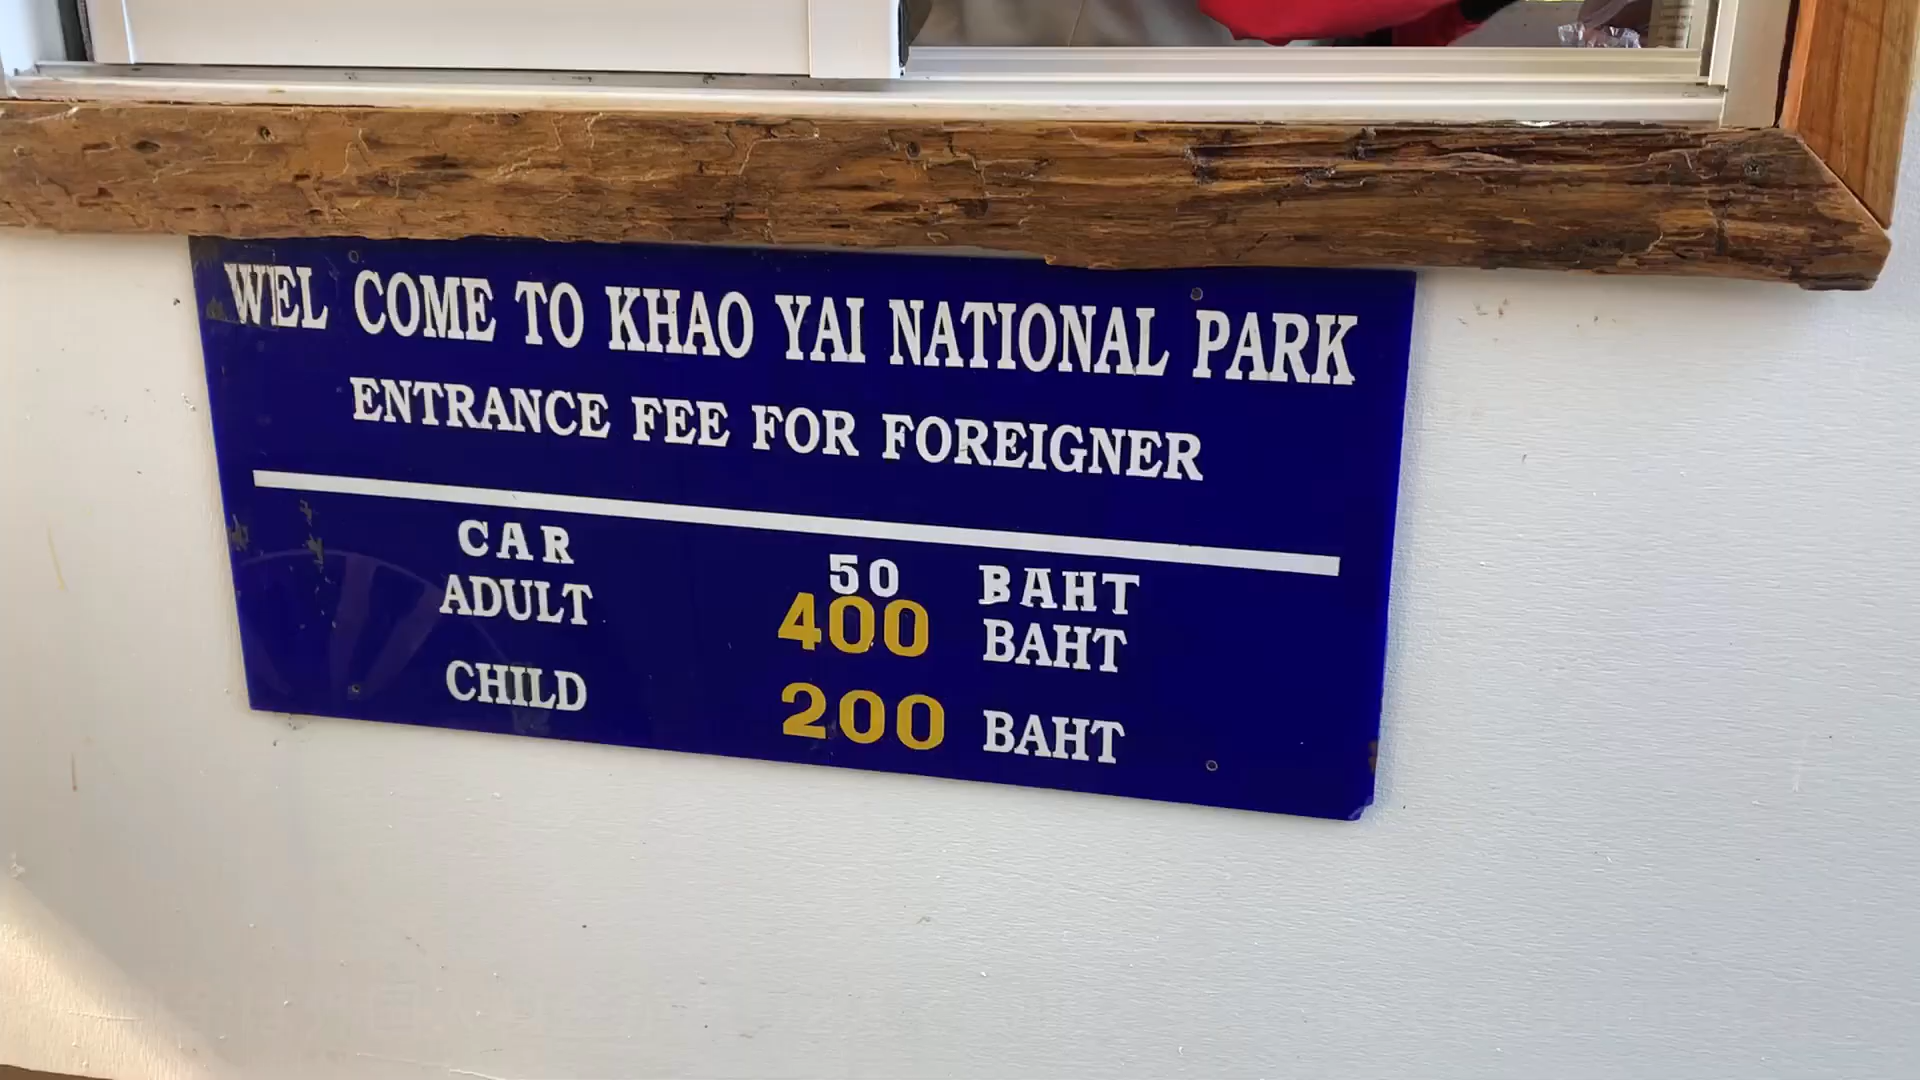 WEL COME TO KHAO YAI NATIONAL PARK
ENTRANCE FEE FOR FOREIGNER
CAR 50 BAHT
ADULT 400 BAHT
CHILD 200 BAHT